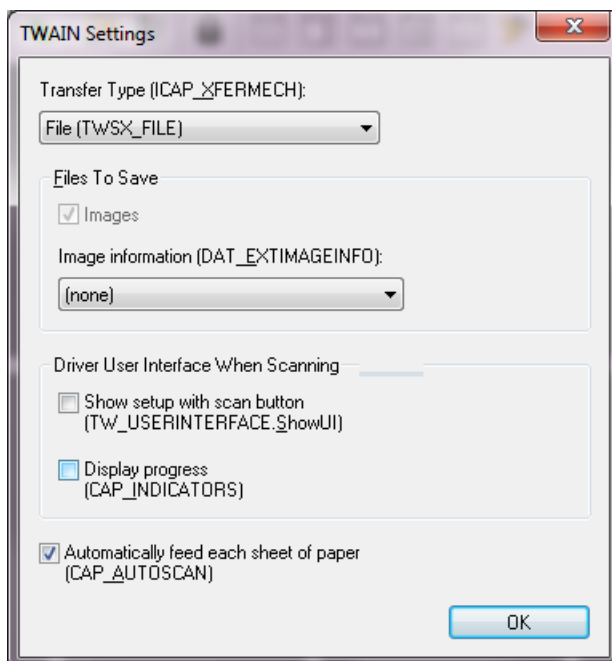 TWAIN Settings
Transfer Type (ICAP_XFERMECH):
File (TWSX_FILE)
Files To Save
Images
Image information (DAT_EXTIMAGEINFO):
(none)
Driver User Interface When Scanning
Show setup with scan button
(TW_USERINTERFACE.ShowUI)
Display progress
(CAP_INDICATORS)
Automatically feed each sheet of paper
(CAP_AUTOSCAN)
OK